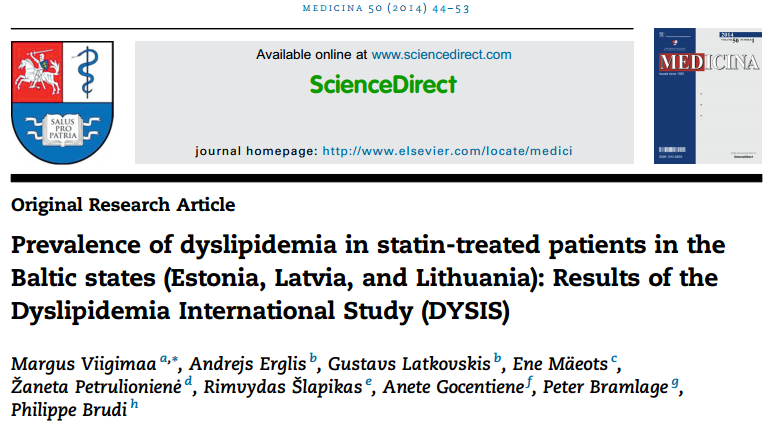 MEDICINA 50 (2014) 44–53
Available online at www.sciencedirect.com
ScienceDirect
journal homepage: http://www.elsevier.com/locate/medici
SALUS
PRO
PATRIA
2014
MEDICINA
ScienceDirect
Original Research Article
Prevalence of dyslipidemia in statin-treated patients in the
Baltic states (Estonia, Latvia, and Lithuania): Results of the
Dyslipidemia International Study (DYSIS)
Margus Viigimaa a,*, Andrejs Erglis b, Gustavs Latkovskis b, Ene Mäeots c,
Žaneta Petrulionienė d, Rimvydas Šlapikas e, Anete Gocentiene f, Peter Bramlage g,
Philippe Brudi h